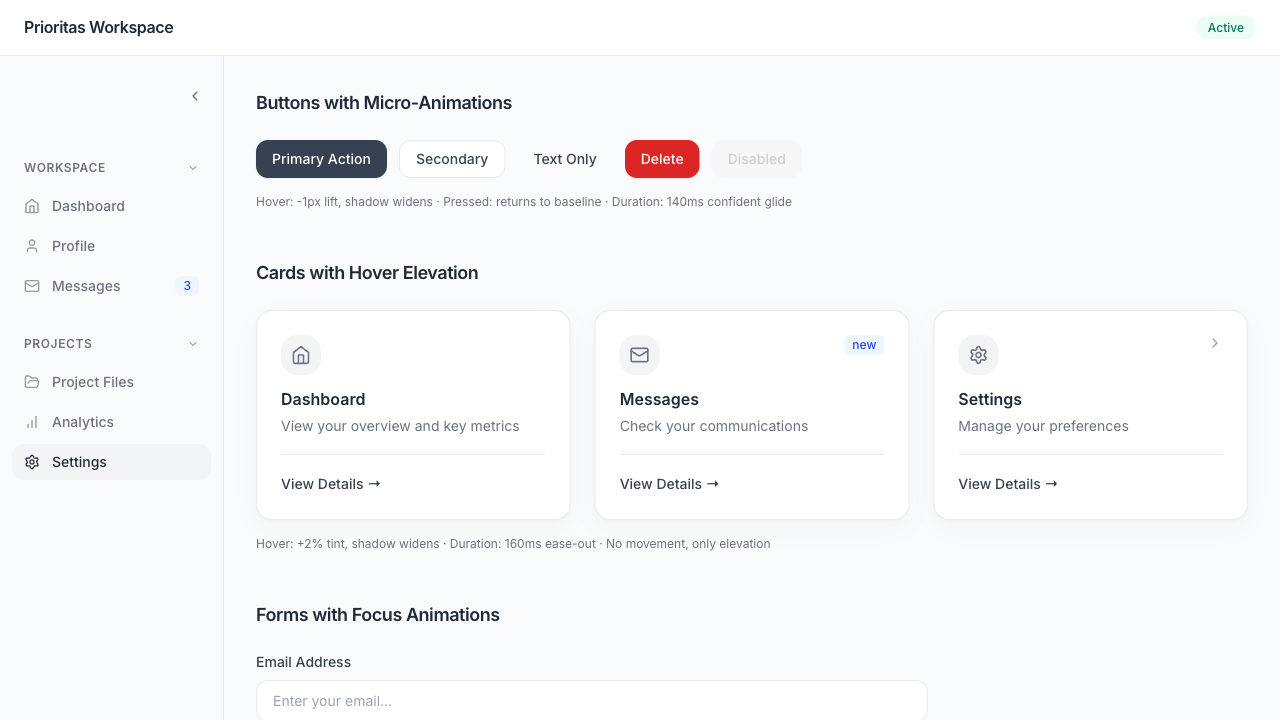 Prioritas Workspace
Active
WORKSPACE
Dashboard
Profile
Messages 3
PROJECTS
Project Files
Analytics
Settings
Buttons with Micro-Animations
Primary Action Secondary Text Only Delete Disabled
Hover: -1px lift, shadow widens · Pressed: returns to baseline · Duration: 140ms confident glide
Cards with Hover Elevation
Dashboard
View your overview and key metrics
View Details →
new
Messages
Check your communications
View Details →
Settings
Manage your preferences
View Details →
Hover: +2% tint, shadow widens · Duration: 160ms ease-out · No movement, only elevation
Forms with Focus Animations
Email Address
Enter your email...